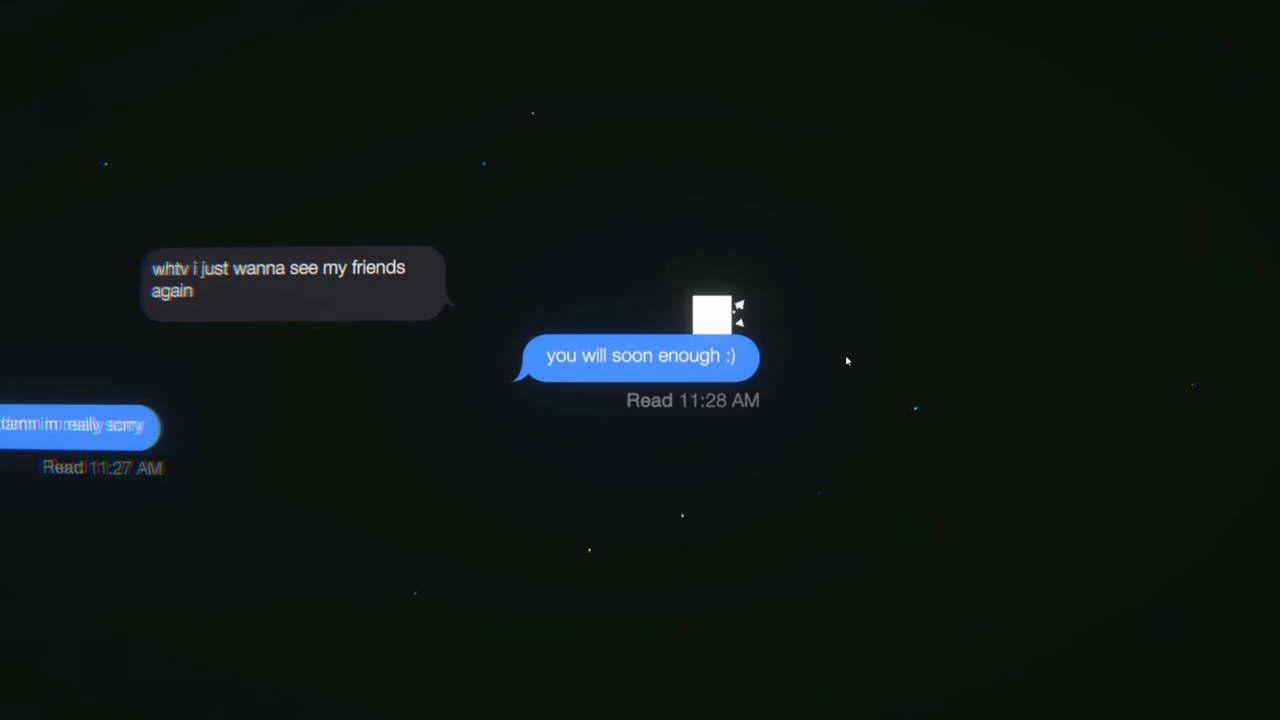 whtv i just wanna see my friends
again
you will soon enough :)
Read 11:28 AM
damn im really sorry
Read 11:27 AM